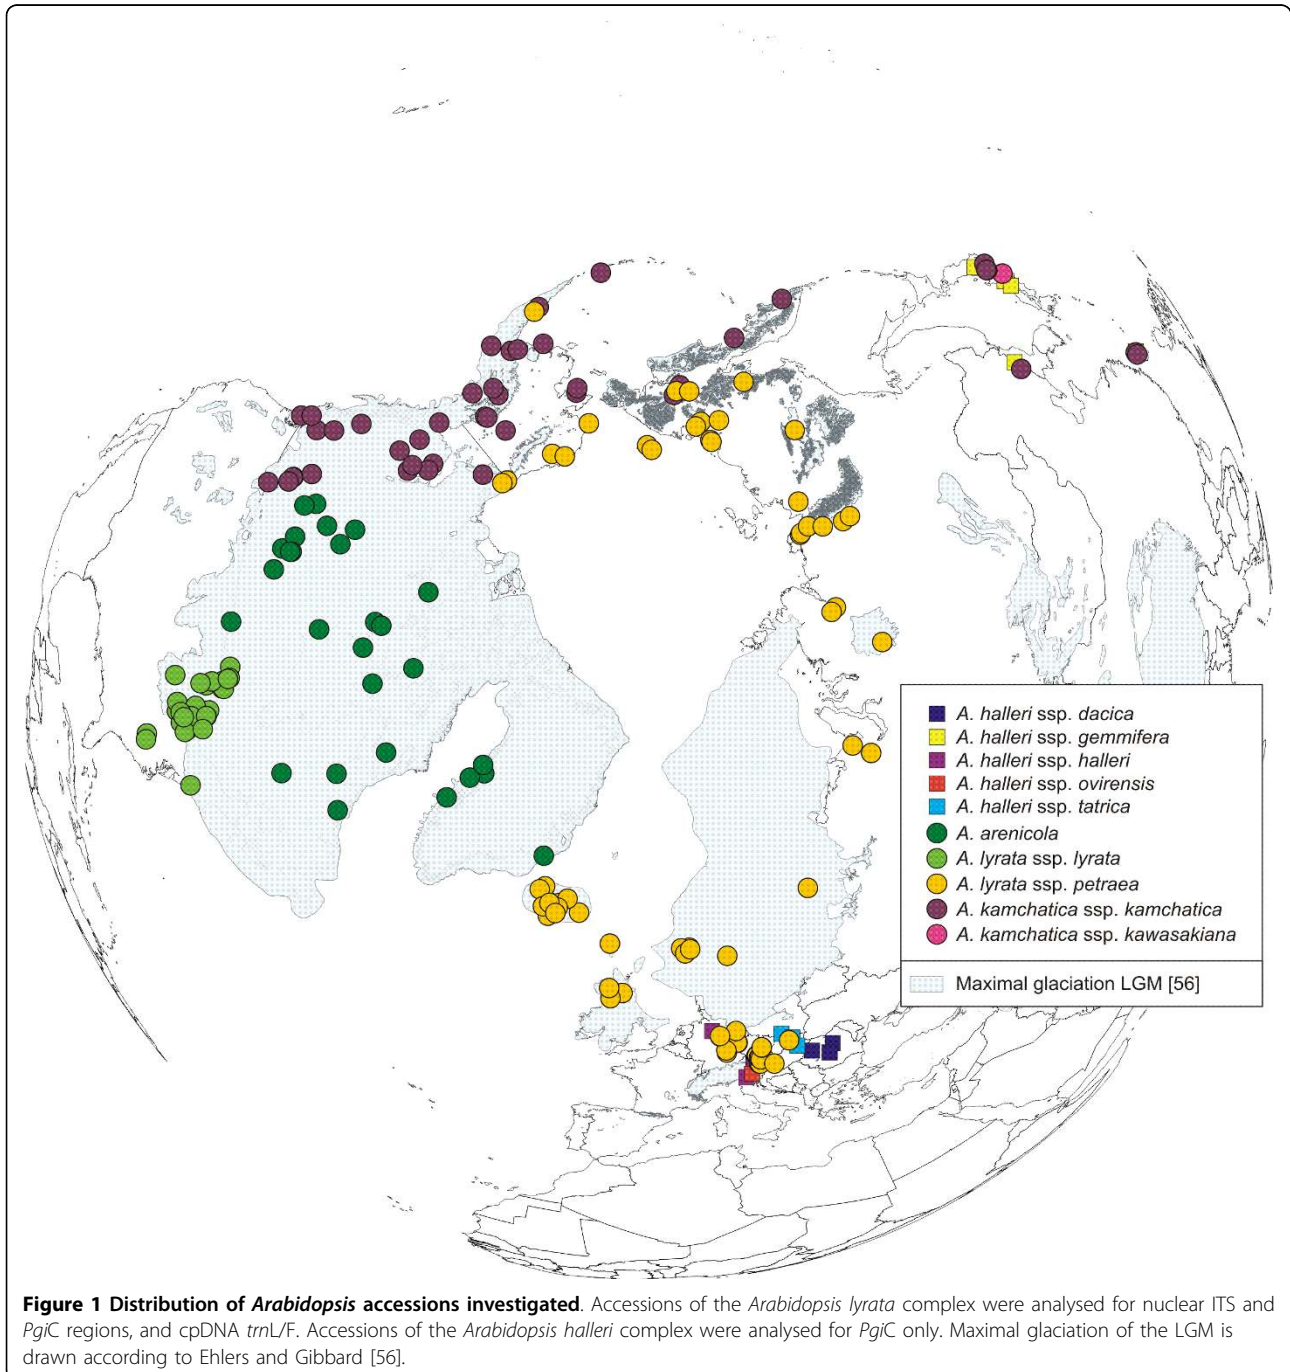 A. halleri ssp. dacica
A. halleri ssp. gemmifera
A. halleri ssp. halleri
A. halleri ssp. ovirensis
A. halleri ssp. tatrica
A. arenicola
A. lyrata ssp. lyrata
A. lyrata ssp. petraea
A. kamchatica ssp. kamchatica
A. kamchatica ssp. kawasakiana
Maximal glaciation LGM [56]
Figure 1 Distribution of Arabidopsis accessions investigated. Accessions of the Arabidopsis lyrata complex were analysed for nuclear ITS and
PgiC regions, and cpDNA trnL/F. Accessions of the Arabidopsis halleri complex were analysed for PgiC only. Maximal glaciation of the LGM is
drawn according to Ehlers and Gibbard [56].